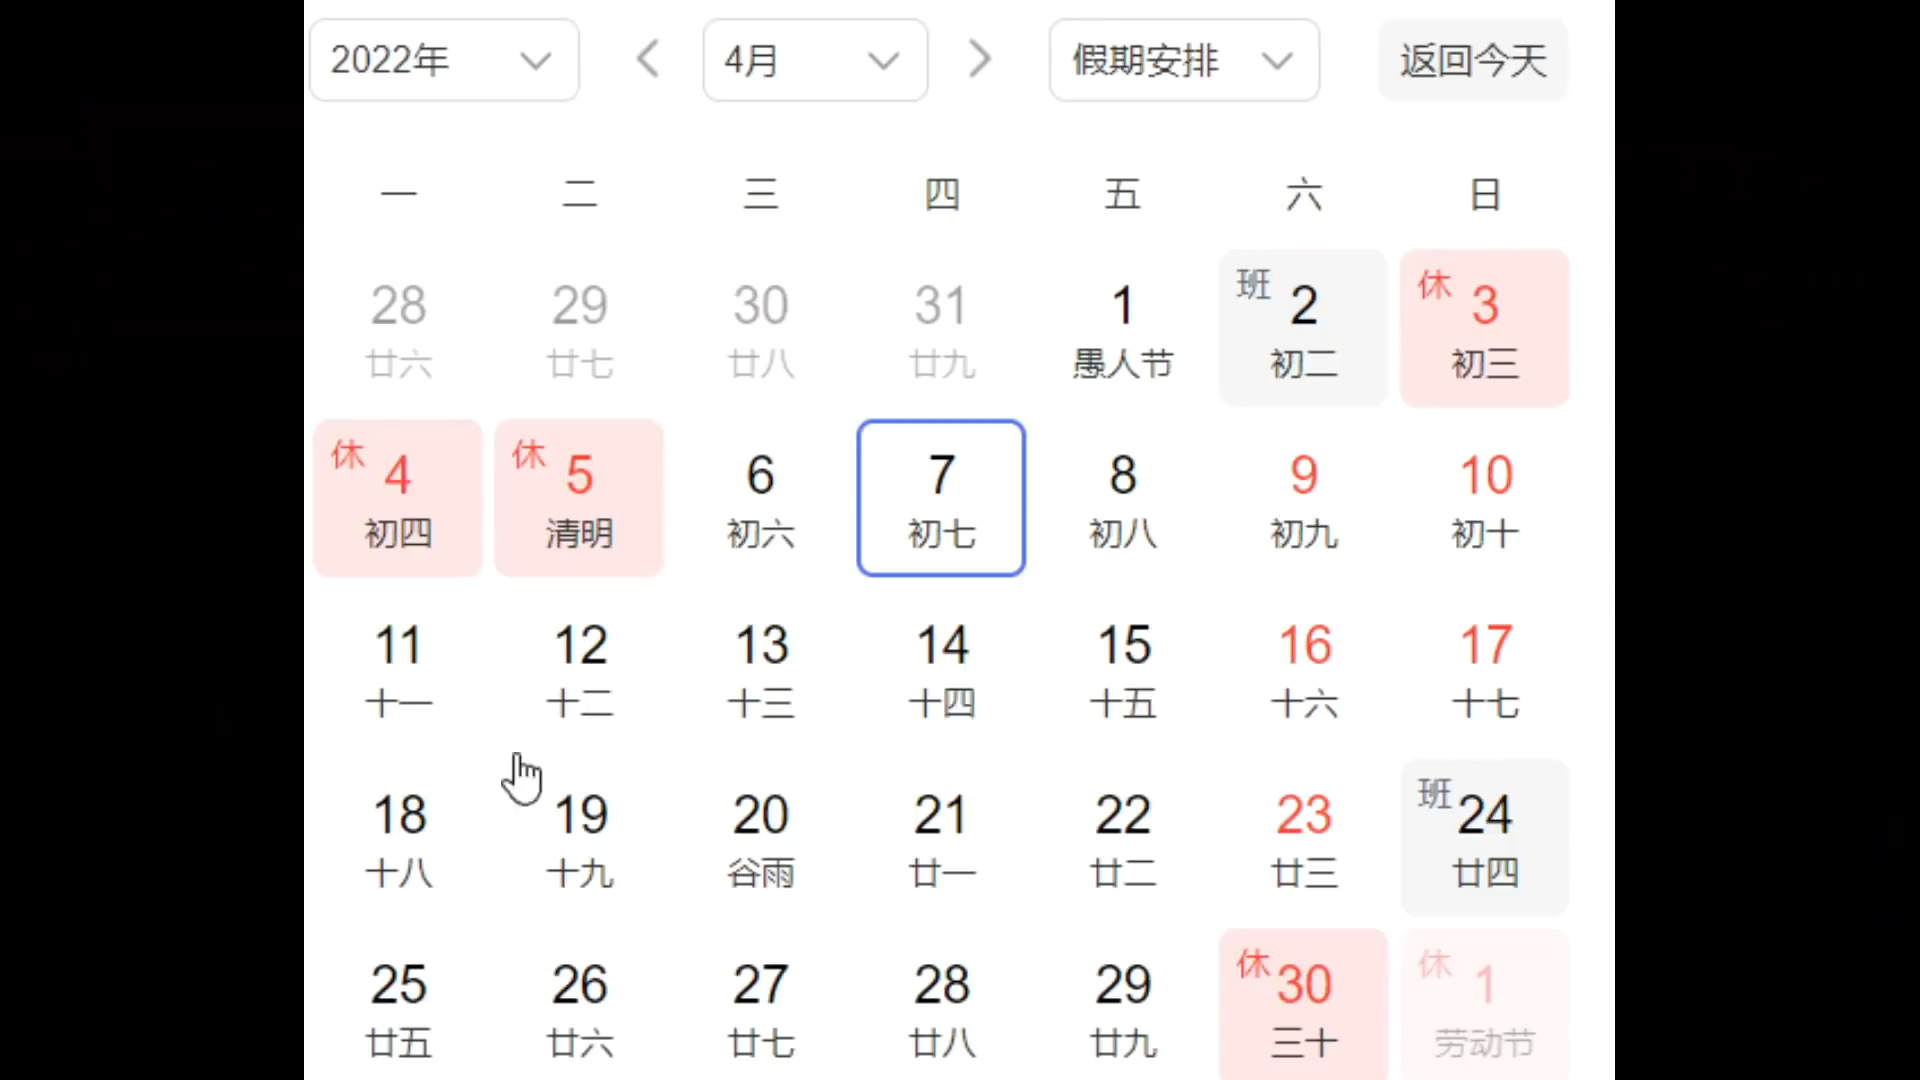 2022年 4月 假期安排 返回今天
一 二 三 四 五 六 日
28 29 30 31 1 班 2 休 3
廿六 廿七 廿八 廿九 愚人节 初二 初三
休 4 休 5 6 7 8 9 10
初四 清明 初六 初七 初八 初九 初十
11 12 13 14 15 16 17
十一 十二 十三 十四 十五 十六 十七
18 19 20 21 22 23 班 24
十八 十九 谷雨 廿一 廿二 廿三 廿四
25 26 27 28 29 休 30 休 1
廿五 廿六 廿七 廿八 廿九 三十 劳动节